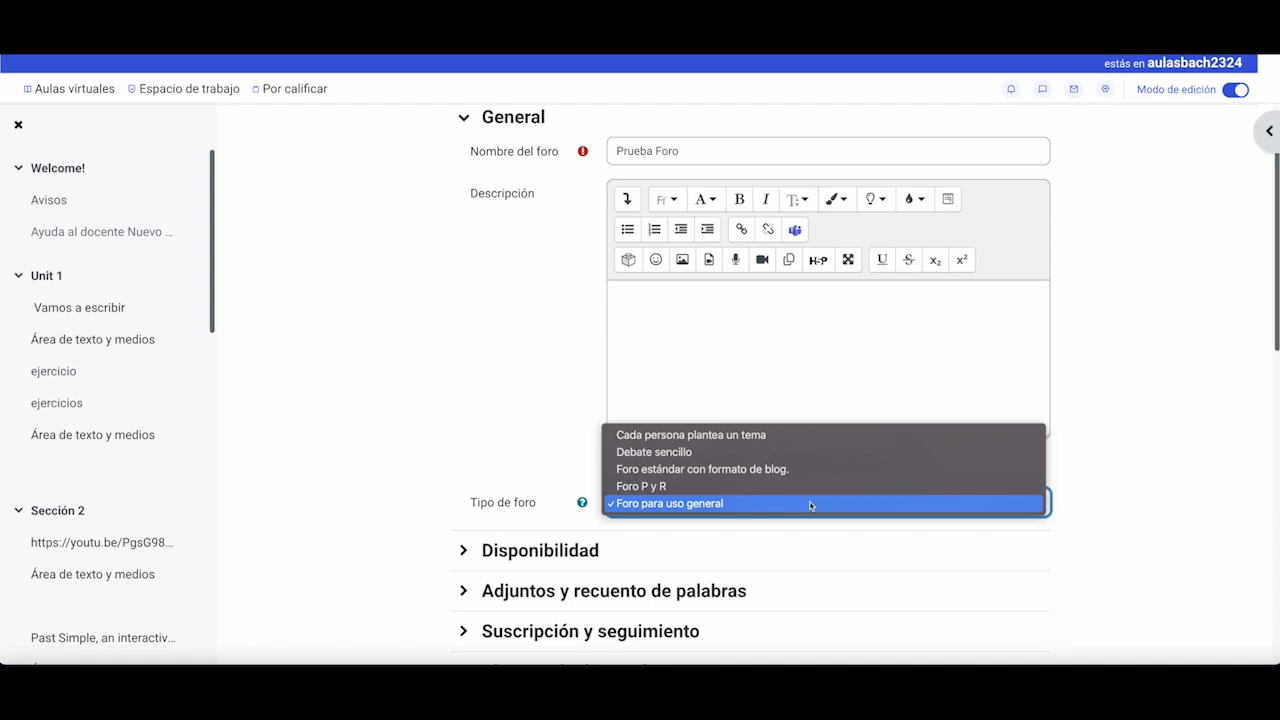 estás en aulasbach2324
Aulas virtuales Espacio de trabajo Por calificar
Modo de edición
Welcome!
Avisos
Ayuda al docente Nuevo ...
Unit 1
Vamos a escribir
Área de texto y medios
ejercicio
ejercicios
Área de texto y medios
Sección 2
https://youtu.be/PgsG98...
Área de texto y medios
Past Simple, an interactiv...
General
Nombre del foro
Prueba Foro
Descripción
Cada persona plantea un tema
Debate sencillo
Foro estándar con formato de blog.
Foro P y R
Tipo de foro
✓ Foro para uso general
Disponibilidad
Adjuntos y recuento de palabras
Suscripción y seguimiento